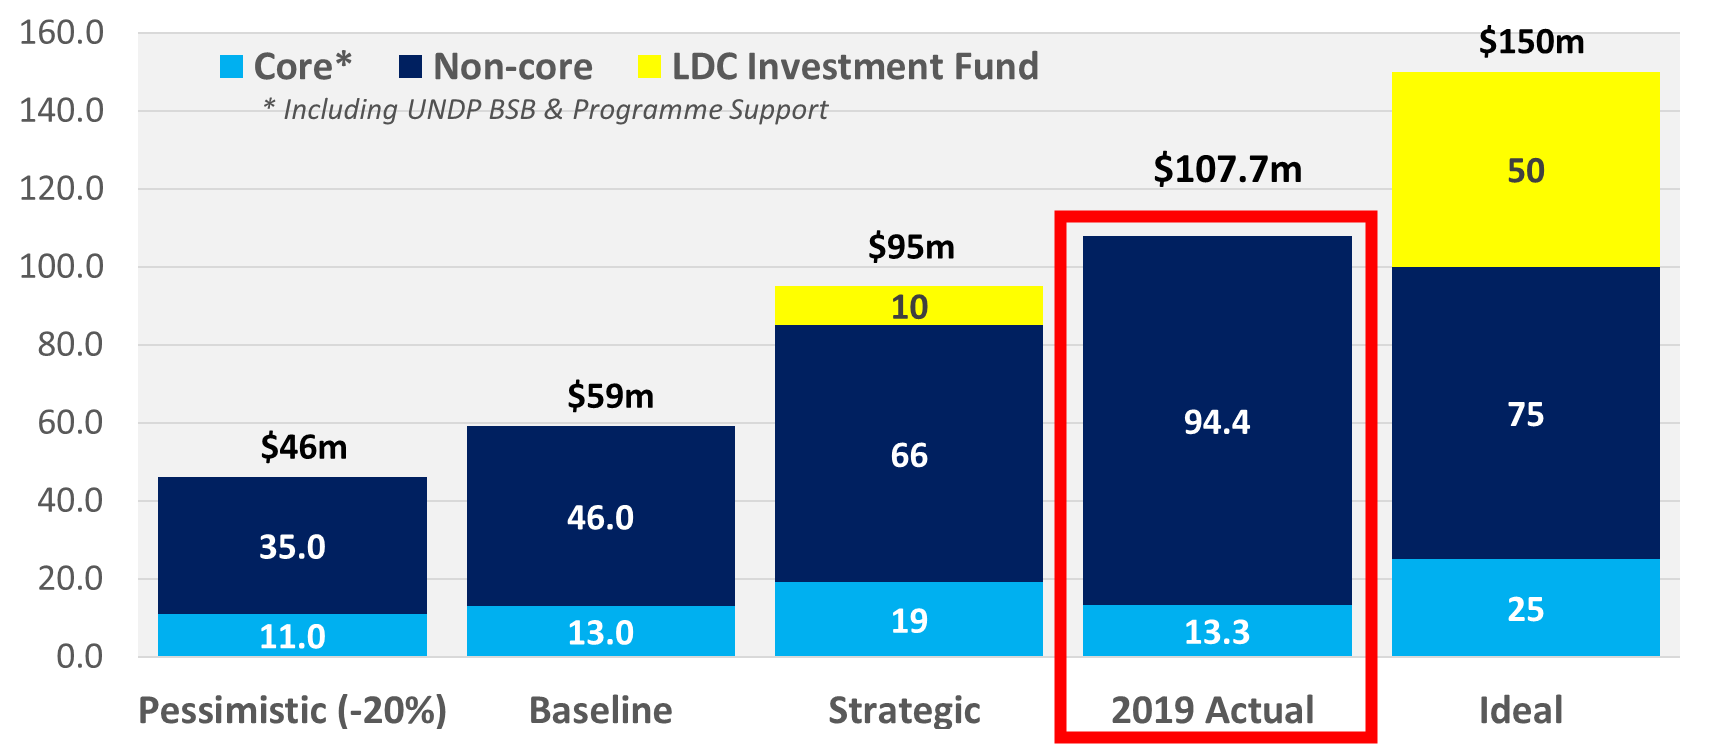 160.0
140.0
120.0
100.0
80.0
60.0
40.0
20.0
0.0
Core* Non-core LDC Investment Fund
* Including UNDP BSB & Programme Support
$46m
35.0
11.0
$59m
46.0
13.0
$95m
10
66
19
$107.7m
94.4
13.3
$150m
50
75
25
Pessimistic (-20%) Baseline Strategic 2019 Actual Ideal